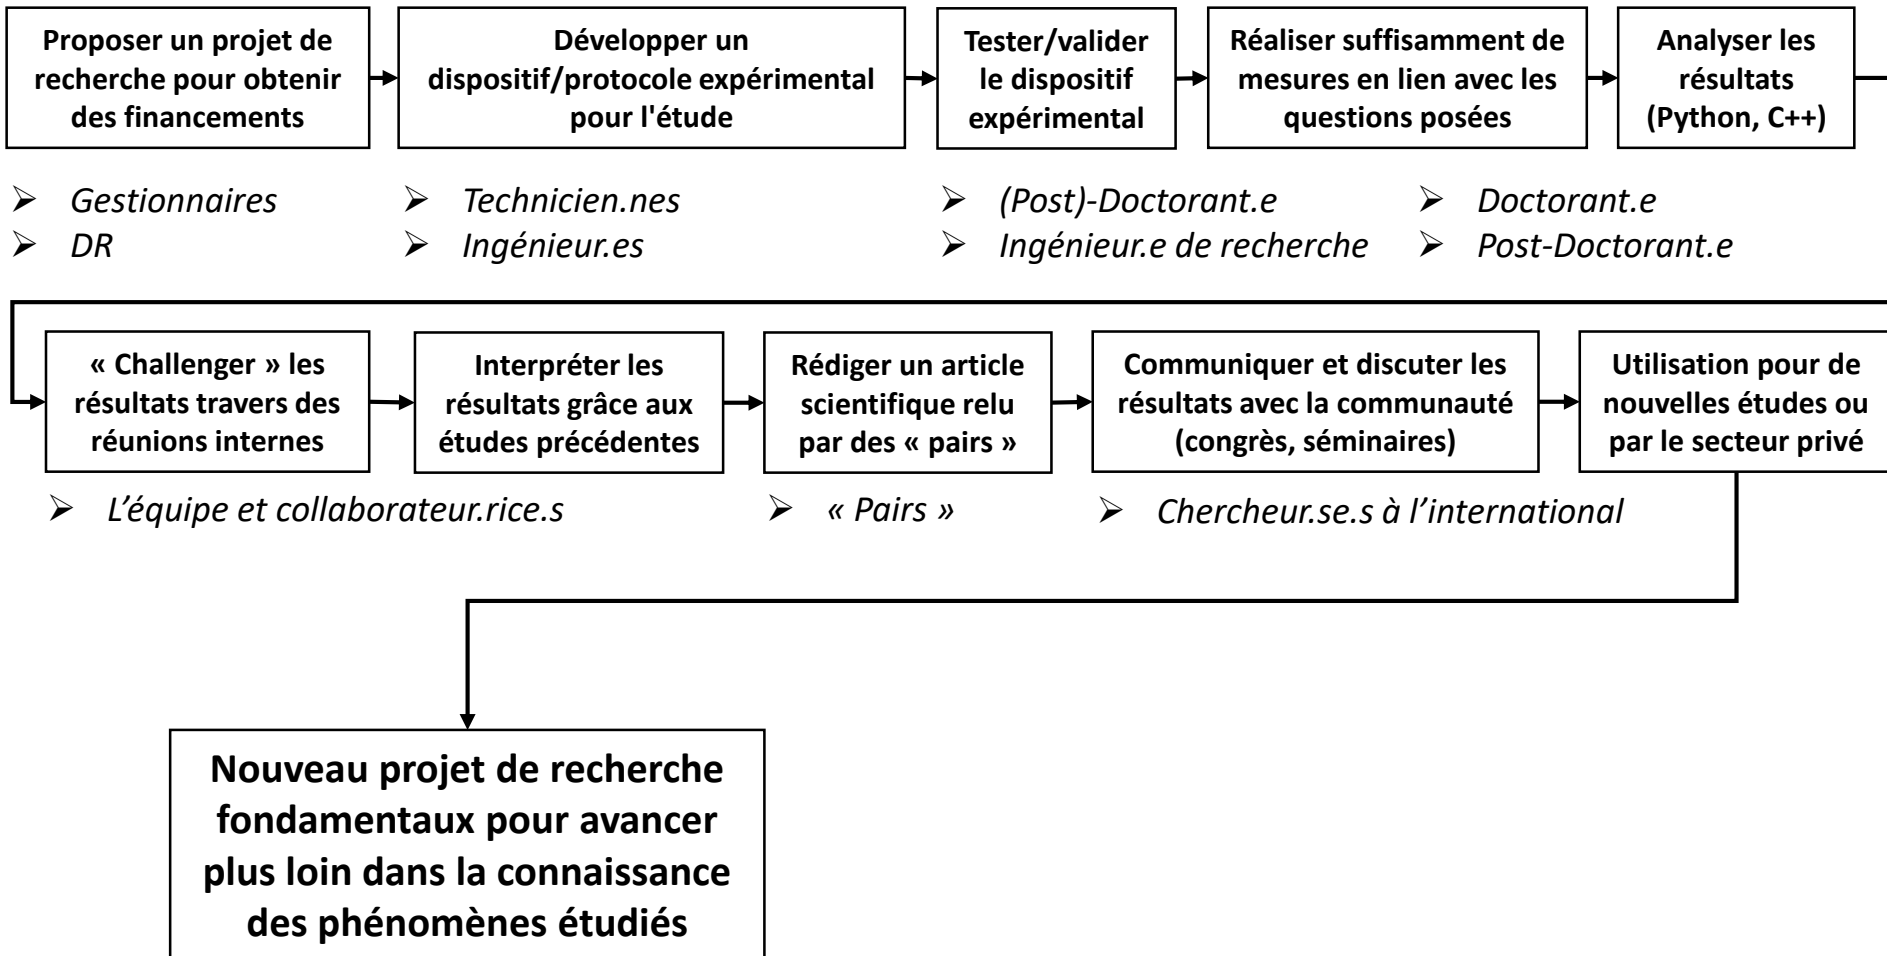 Proposer un projet de
recherche pour obtenir
des financements
Développer un
dispositif/protocole expérimental
pour l'étude
Tester/valider
le dispositif
expérimental
Réaliser suffisamment de
mesures en lien avec les
questions posées
Analyser les
résultats
(Python, C++)
➢ Gestionnaires
➢ DR
➢ Technicien.nes
➢ Ingénieur.es
➢ (Post)-Doctorant.e
➢ Ingénieur.e de recherche
➢ Doctorant.e
➢ Post-Doctorant.e
« Challenger » les
résultats travers des
réunions internes
Interpréter les
résultats grâce aux
études précédentes
Rédiger un article
scientifique relu
par des « pairs »
Communiquer et discuter les
résultats avec la communauté
(congrès, séminaires)
Utilisation pour de
nouvelles études ou
par le secteur privé
➢ L’équipe et collaborateur.rice.s
➢ « Pairs »
➢ Chercheur.se.s à l’international
Nouveau projet de recherche
fondamentaux pour avancer
plus loin dans la connaissance
des phénomènes étudiés